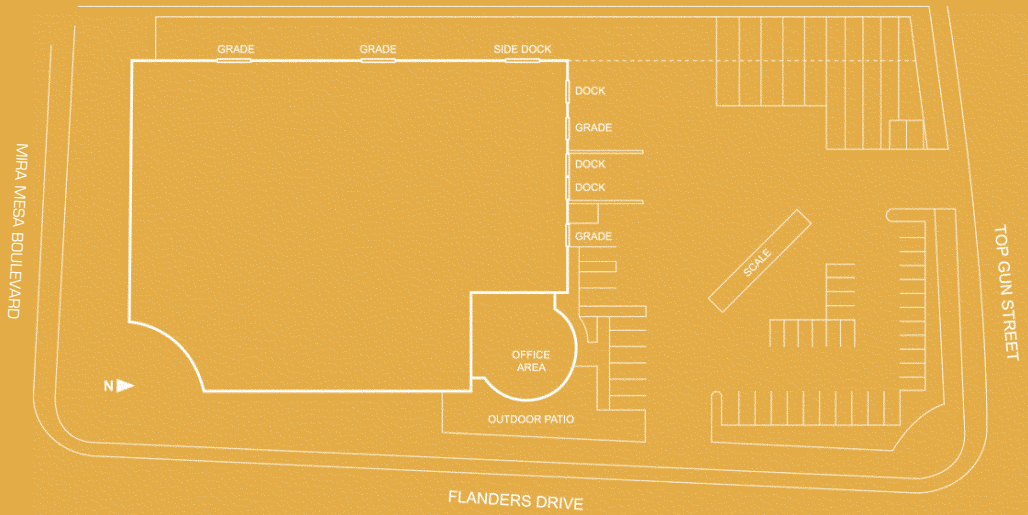 GRADE
GRADE
SIDE DOCK
DOCK
GRADE
DOCK
DOCK
GRADE
MIRA MESA BOULEVARD
SCALE
TOP GUN STREET
OFFICE
AREA
N
OUTDOOR PATIO
FLANDERS DRIVE